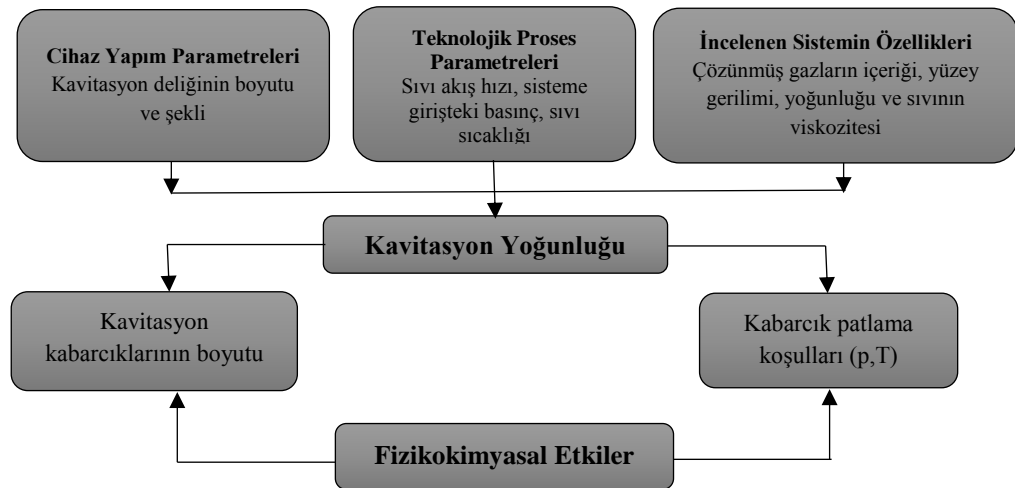 Cihaz Yapım Parametreleri
Kavitasyon deliğinin boyutu
ve şekli
Teknolojik Proses
Parametreleri
Sıvı akış hızı, sisteme
girişteki basınç, sıvı
sıcaklığı
İncelenen Sistemin Özellikleri
Çözünmüş gazların içeriği, yüzey
gerilimi, yoğunluğu ve sıvının
viskozitesi
Kavitasyon Yoğunluğu
Kavitasyon
kabarcıklarının boyutu
Kabarcık patlama
koşulları (p,T)
Fizikokimyasal Etkiler